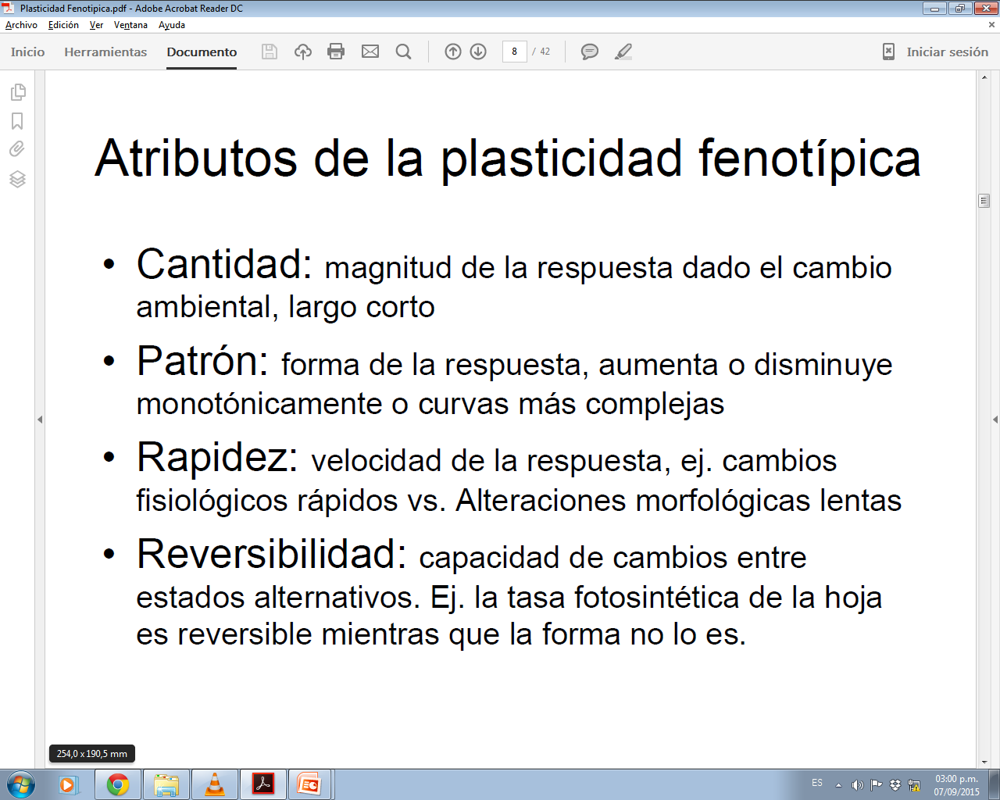 Plasticidad Fenotipica.pdf - Adobe Acrobat Reader DC
Archivo Edición Ver Ventana Ayuda
Inicio Herramientas Documento 8 / 42 Iniciar sesión
Atributos de la plasticidad fenotípica
• Cantidad: magnitud de la respuesta dado el cambio
ambiental, largo corto
• Patrón: forma de la respuesta, aumenta o disminuye
monotónicamente o curvas más complejas
• Rapidez: velocidad de la respuesta, ej. cambios
fisiológicos rápidos vs. Alteraciones morfológicas lentas
• Reversibilidad: capacidad de cambios entre
estados alternativos. Ej. la tasa fotosintética de la hoja
es reversible mientras que la forma no lo es.
254,0 x 190,5 mm
ES
03:00 p.m.
07/09/2015